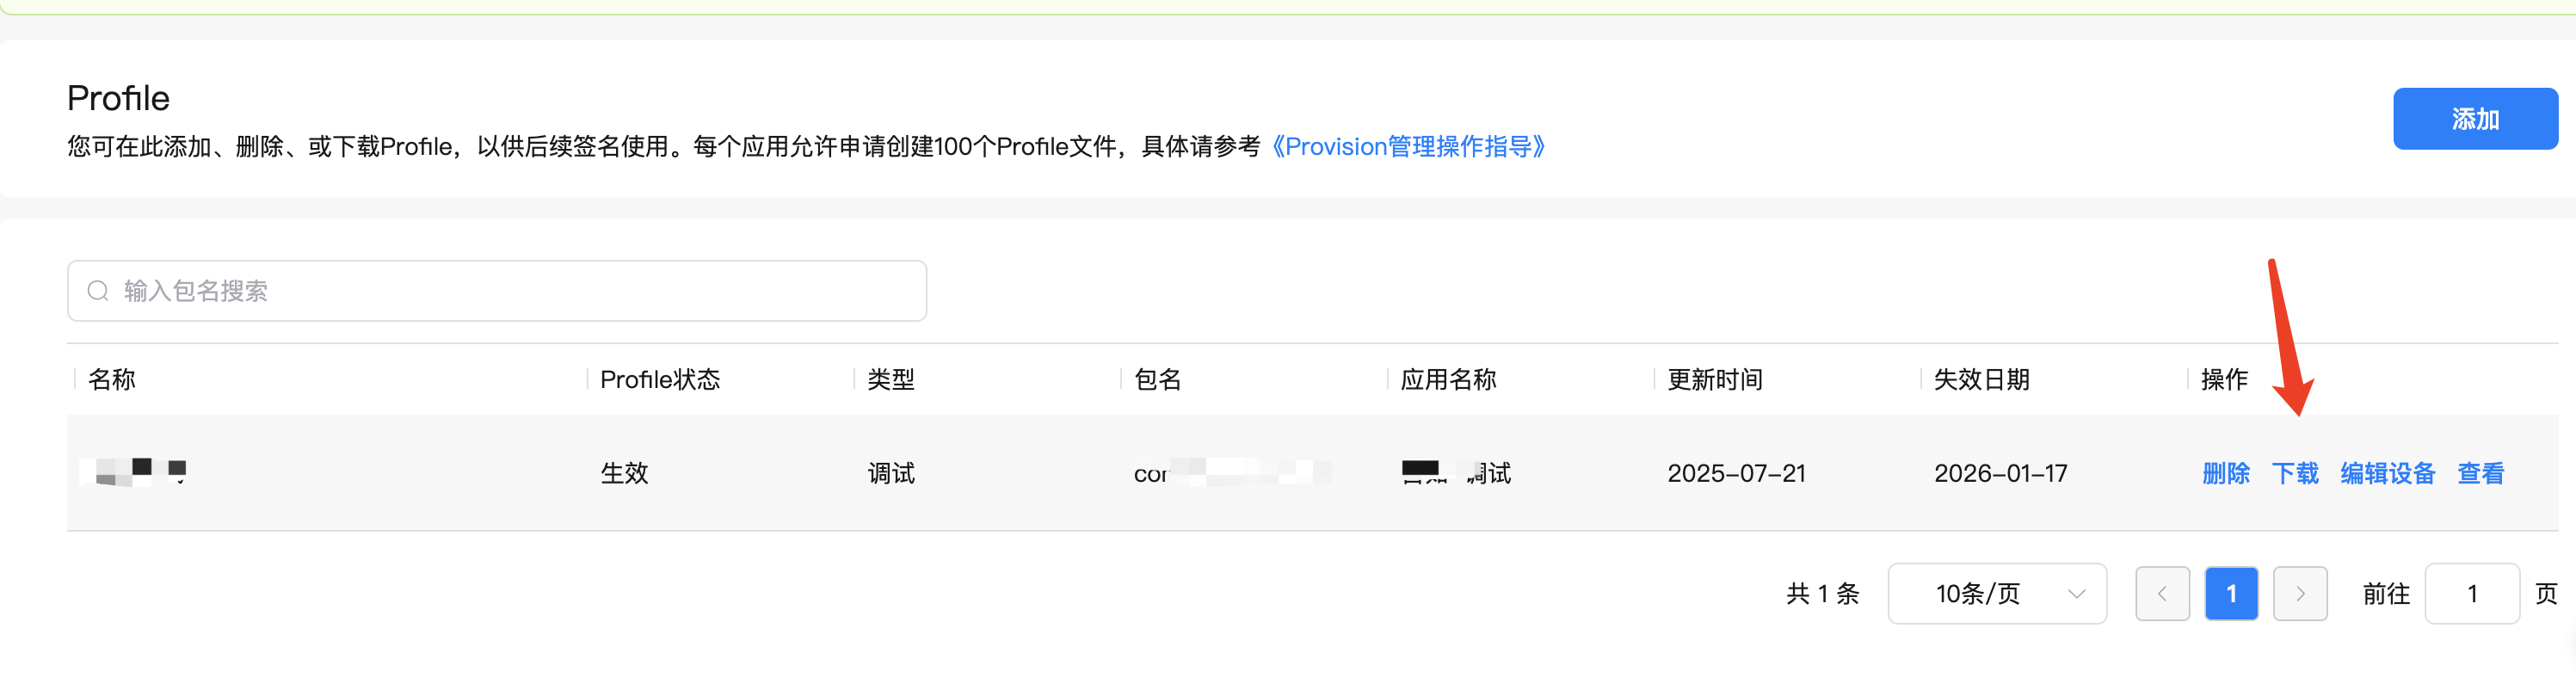 Profile
添加
您可在此添加、删除、或下载Profile，以供后续签名使用。每个应用允许申请创建100个Profile文件，具体请参考《Provision管理操作指导》
输入包名搜索
名称 Profile状态 类型 包名 应用名称 更新时间 失效日期 操作
生效 调试 调试 2025-07-21 2026-01-17 删除 下载 编辑设备 查看
共 1 条 10条/页 1 前往 1 页